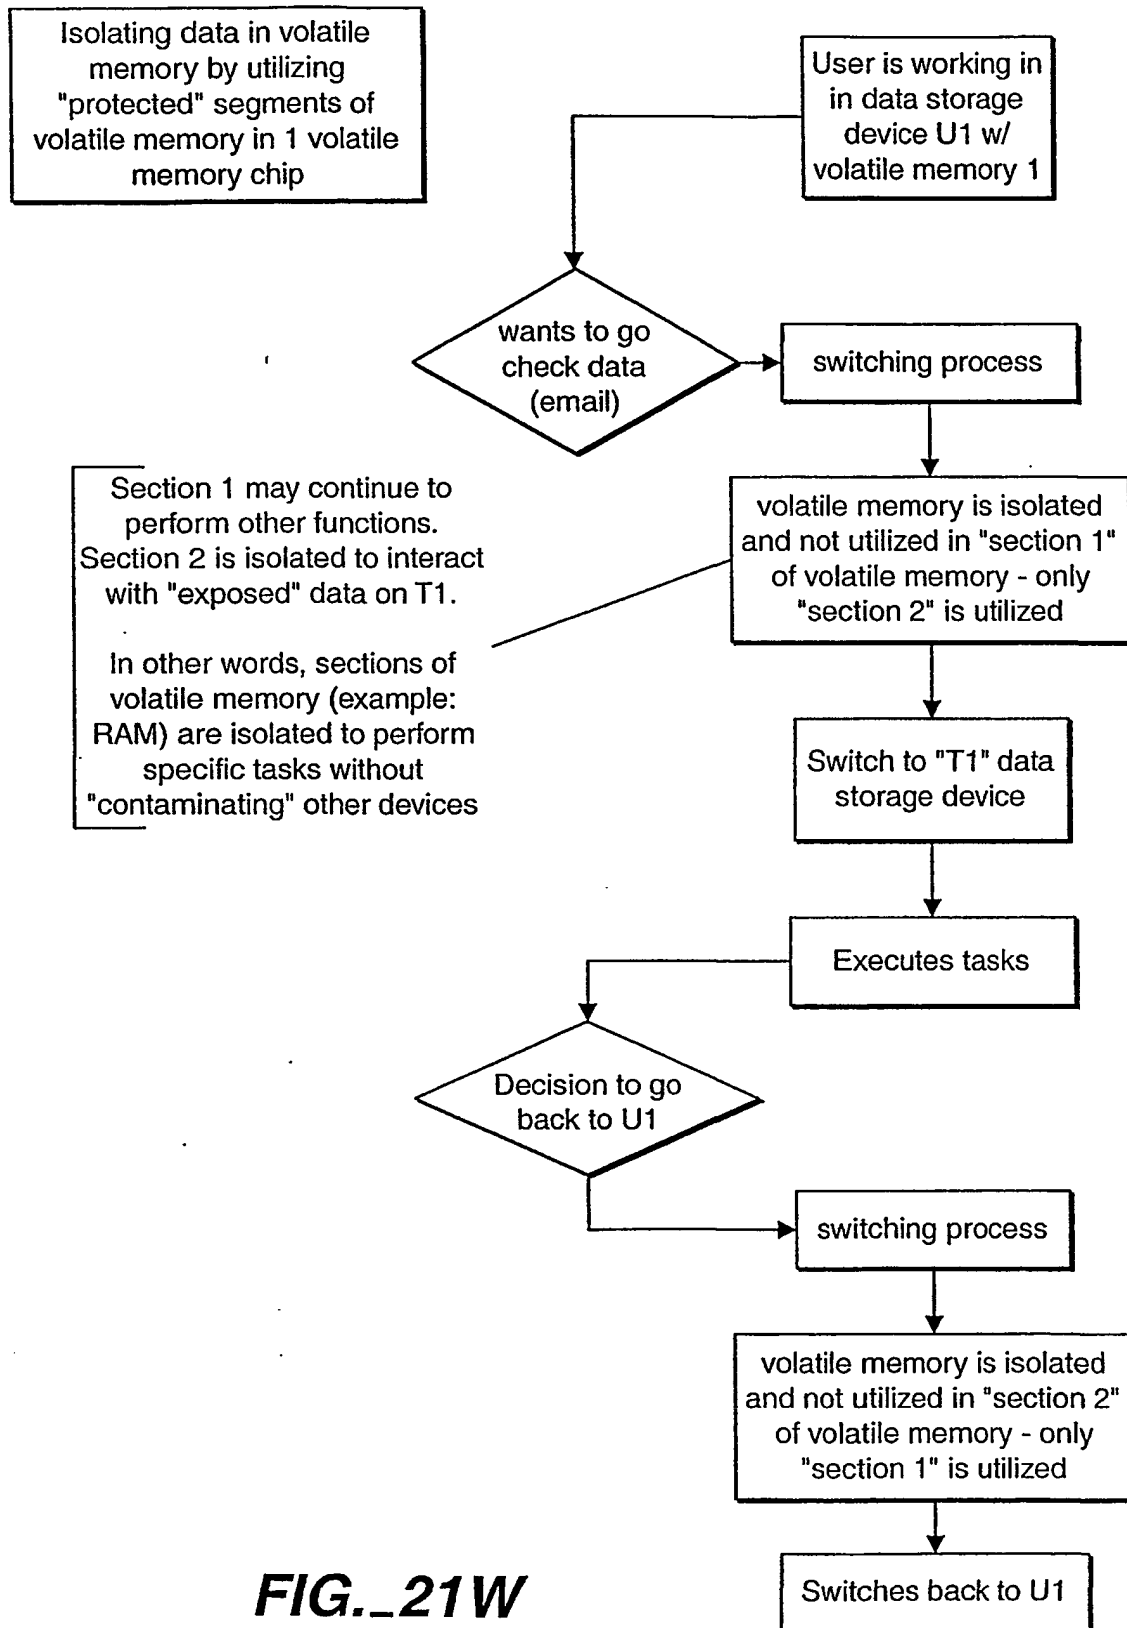 Isolating data in volatile
memory by utilizing
"protected" segments of
volatile memory in 1 volatile
memory chip
User is working in
in data storage
device U1 w/
volatile memory 1
wants to go
check data
(email)
switching process
Section 1 may continue to
perform other functions.
Section 2 is isolated to interact
with "exposed" data on T1.
In other words, sections of
volatile memory (example:
RAM) are isolated to perform
specific tasks without
"contaminating" other devices
volatile memory is isolated
and not utilized in "section 1"
of volatile memory - only
"section 2" is utilized
Switch to "T1" data
storage device
Executes tasks
Decision to go
back to U1
switching process
volatile memory is isolated
and not utilized in "section 2"
of volatile memory - only
"section 1" is utilized
Switches back to U1
FIG._21W